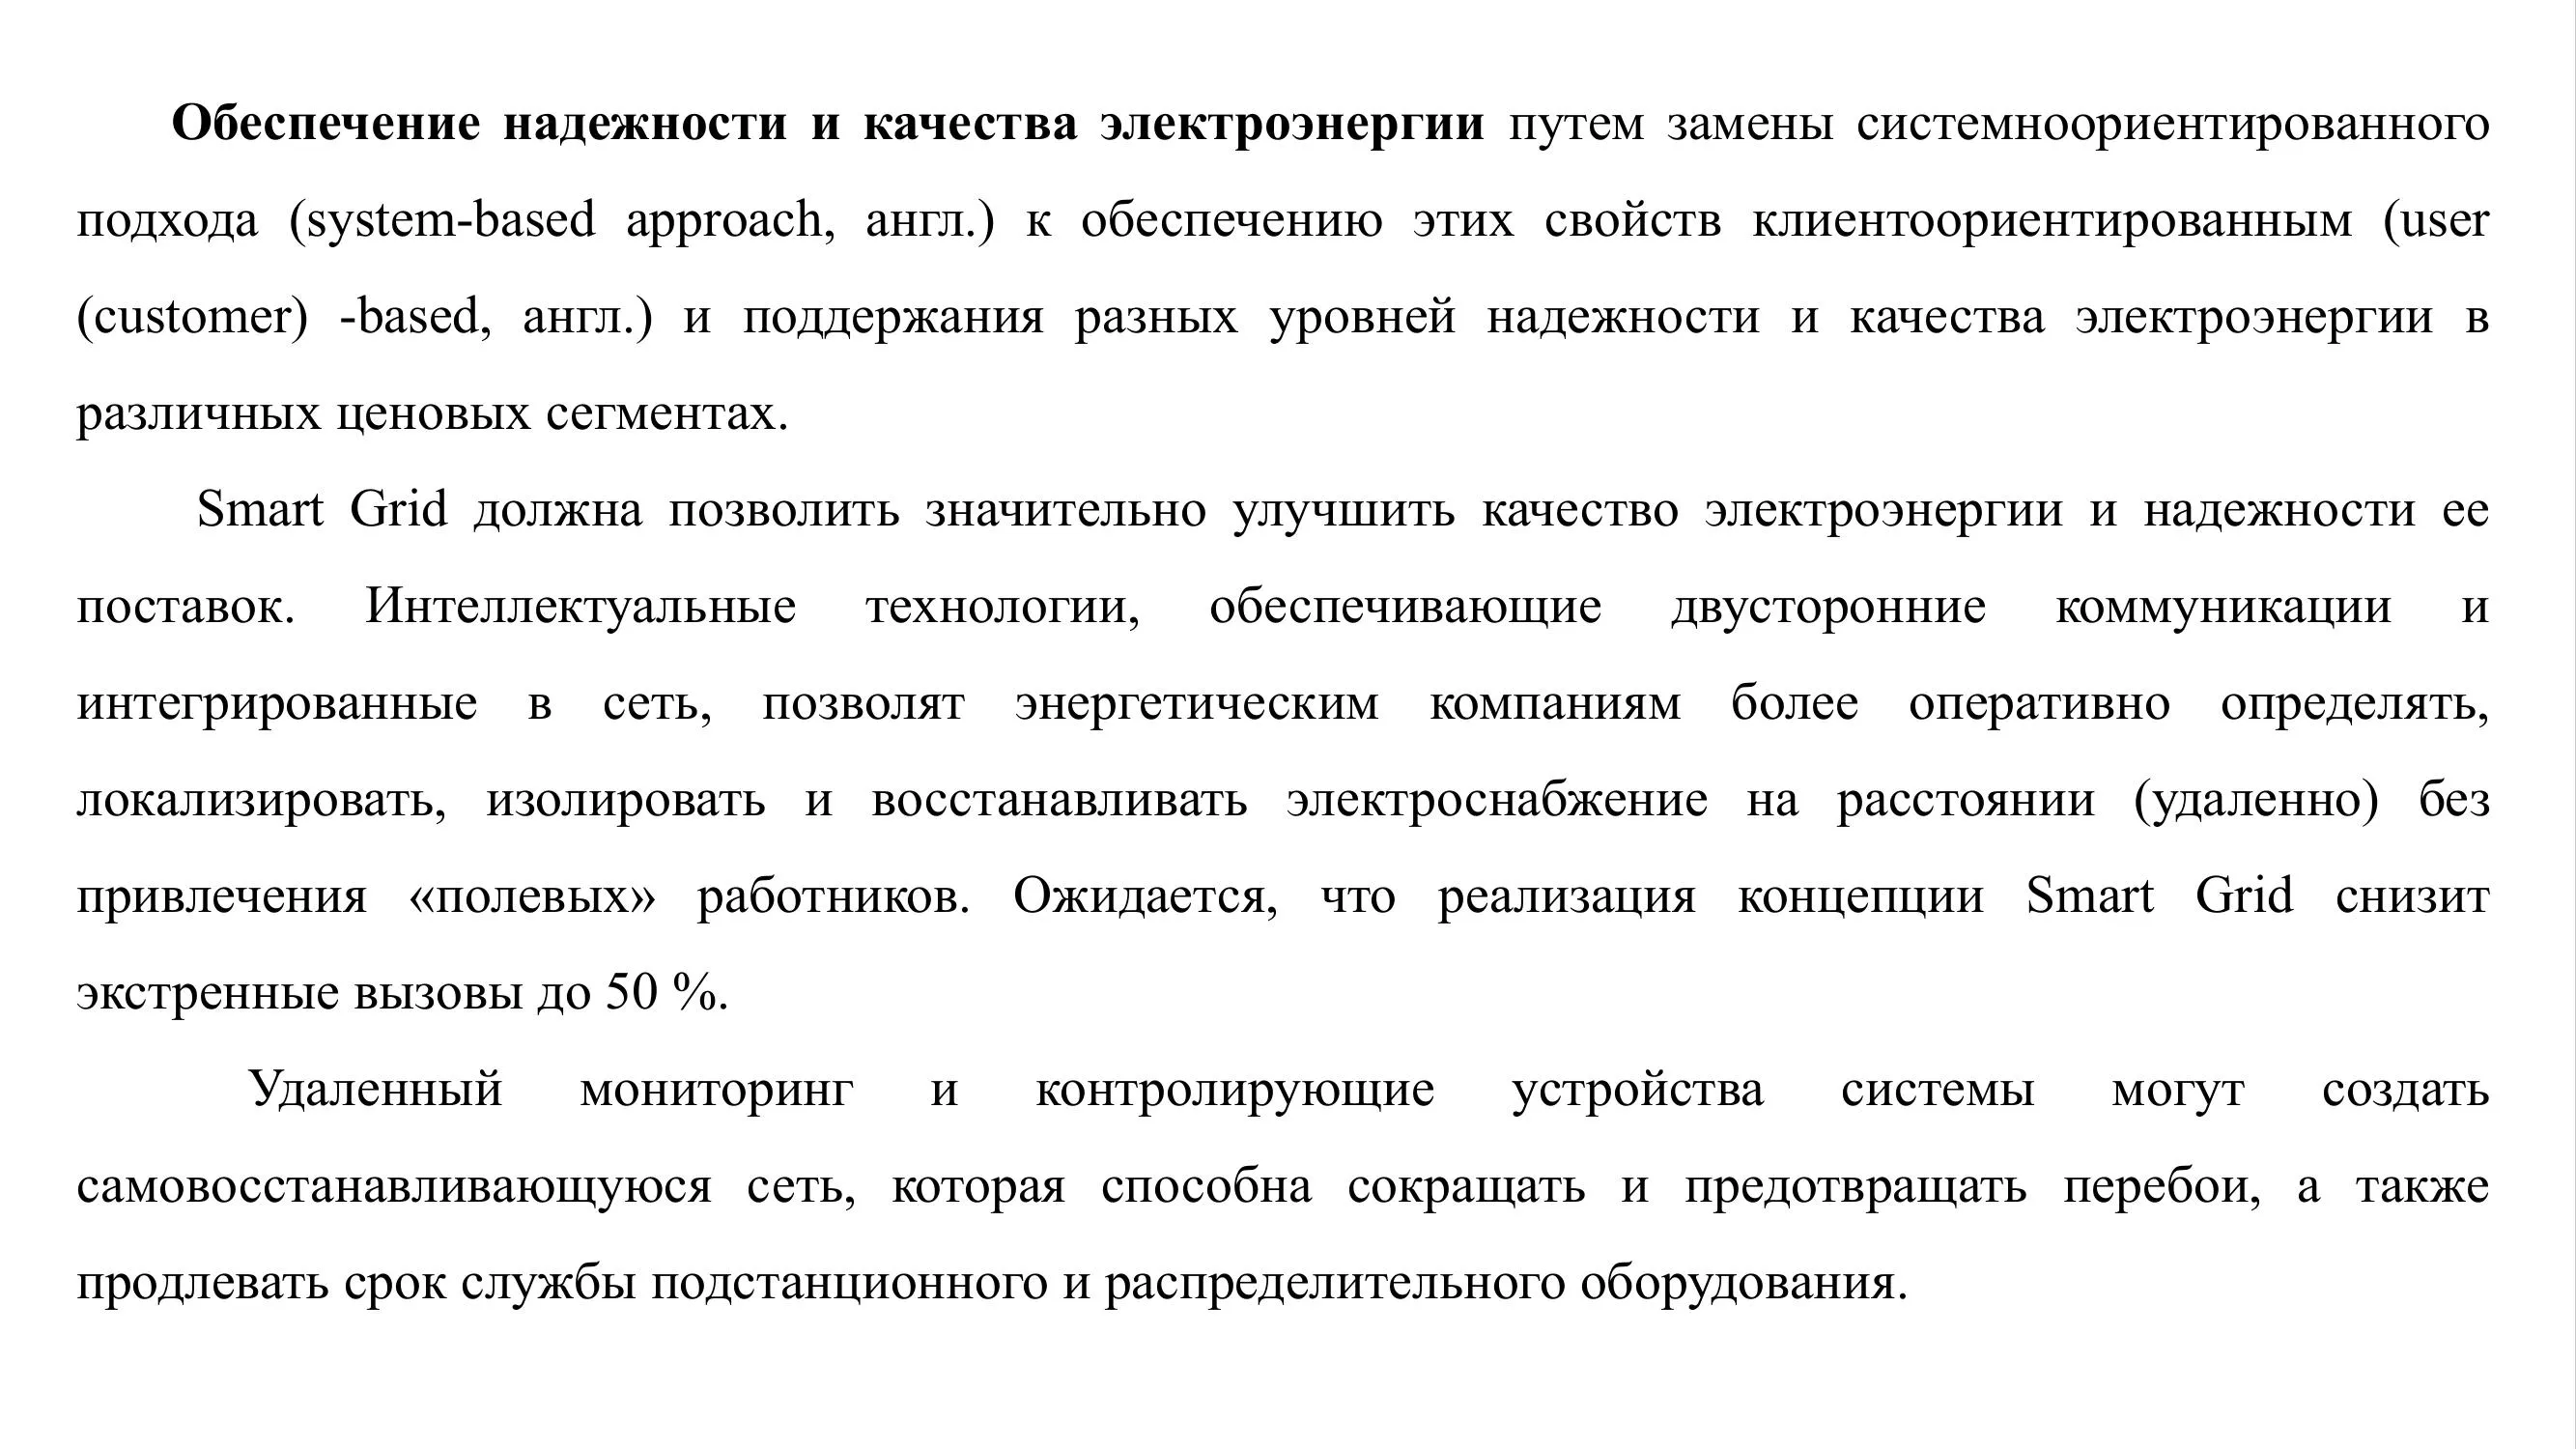 Обеспечение надежности и качества электроэнергии путем замены системноориентированного
подхода (system-based approach, англ.) к обеспечению этих свойств клиентоориентированным (user
(customer) -based, англ.) и поддержания разных уровней надежности и качества электроэнергии в
различных ценовых сегментах.
Smart Grid должна позволить значительно улучшить качество электроэнергии и надежности ее
поставок. Интеллектуальные технологии, обеспечивающие двусторонние коммуникации и
интегрированные в сеть, позволят энергетическим компаниям более оперативно определять,
локализировать, изолировать и восстанавливать электроснабжение на расстоянии (удаленно) без
привлечения «полевых» работников. Ожидается, что реализация концепции Smart Grid снизит
экстренные вызовы до 50 %.
Удаленный мониторинг и контролирующие устройства системы могут создать
самовосстанавливающуюся сеть, которая способна сокращать и предотвращать перебои, а также
продлевать срок службы подстанционного и распределительного оборудования.